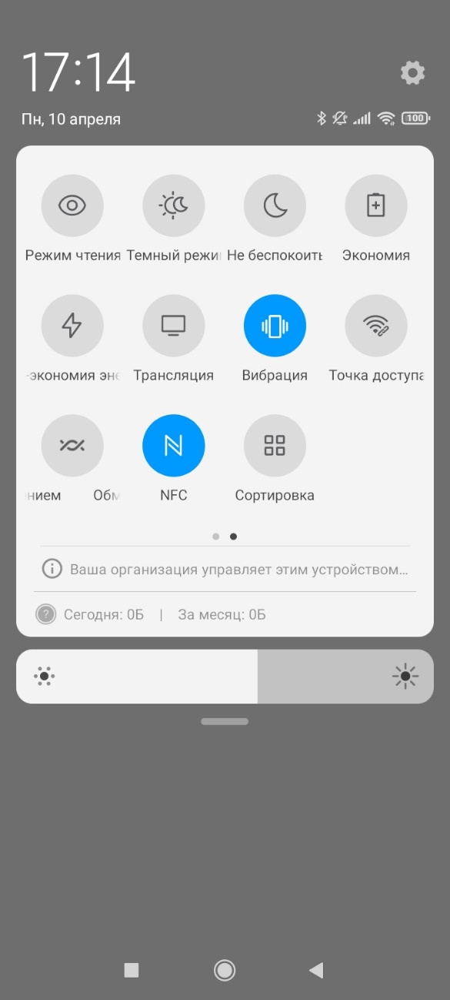 17:14
Пн, 10 апреля
100
Режим чтения Темный режи Не беспокоить Экономия
-экономия эне Трансляция Вибрация Точка доступа
нием Обм NFC Сортировка
Ваша организация управляет этим устройством...
? Сегодня: 0Б | За месяц: 0Б